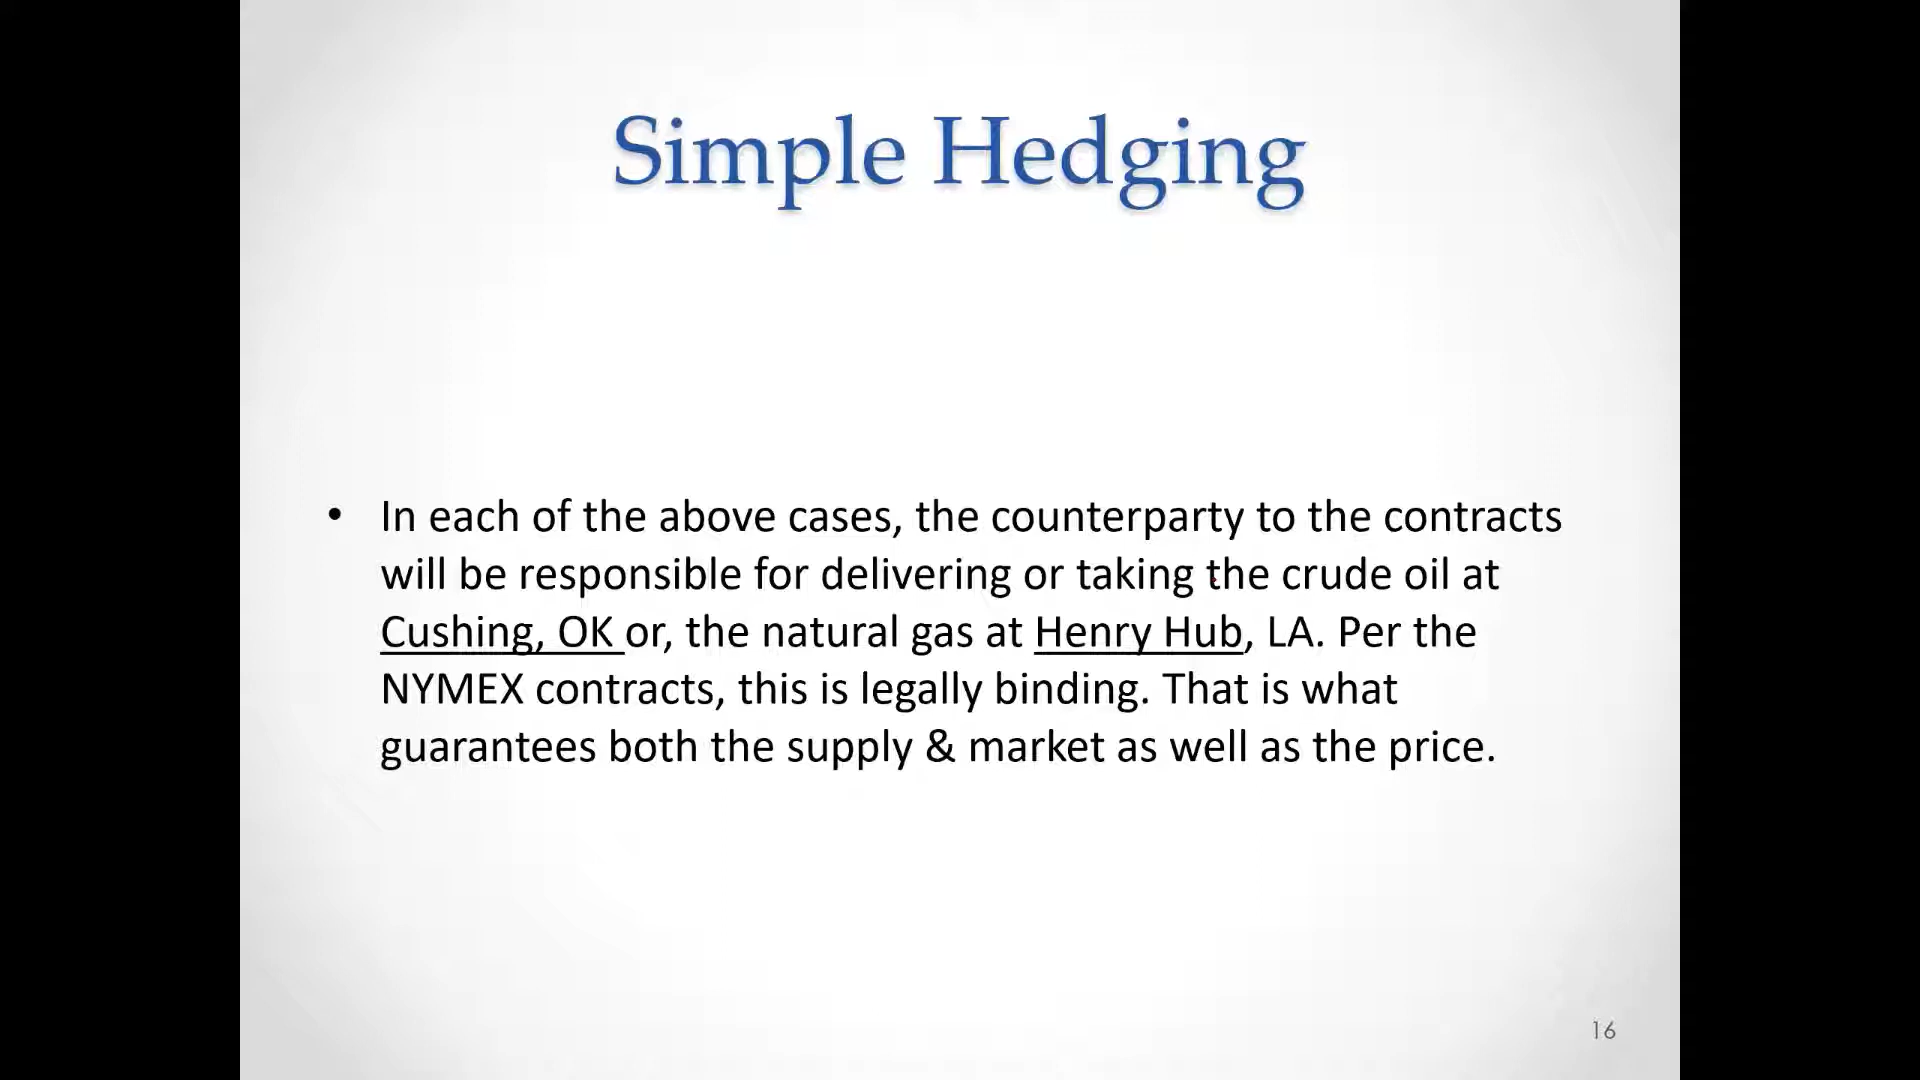 Simple Hedging
• In each of the above cases, the counterparty to the contracts
will be responsible for delivering or taking the crude oil at
Cushing, OK or, the natural gas at Henry Hub, LA. Per the
NYMEX contracts, this is legally binding. That is what
guarantees both the supply & market as well as the price.
16